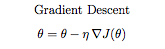 Gradient Descent
θ = θ − η ∇J(θ)